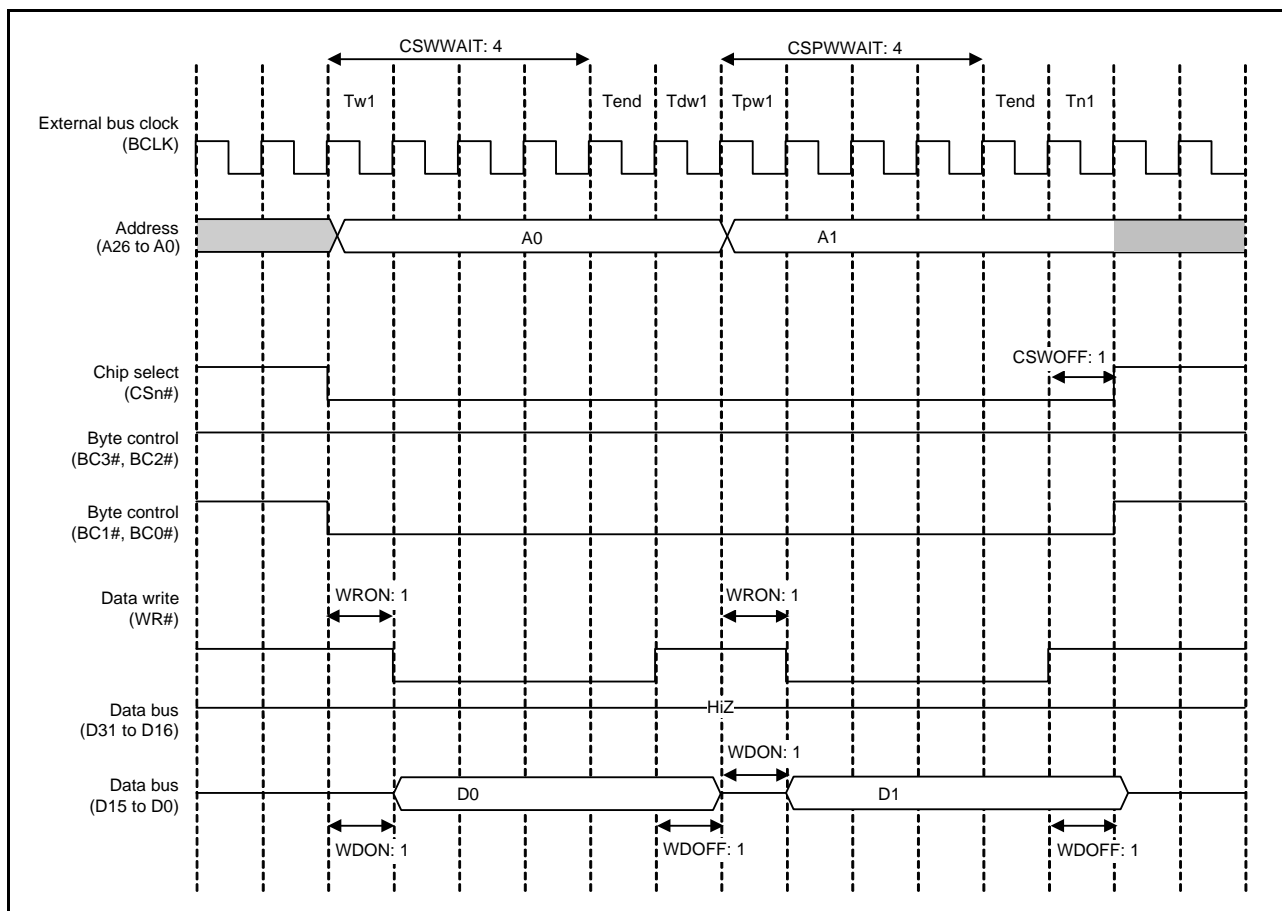 CSWWAIT: 4
CSPWWAIT: 4
Tw1
Tend
Tdw1
Tpw1
Tend
Tn1
External bus clock
(BCLK)
Address
(A26 to A0)
A0
A1
CSWOFF: 1
Chip select
(CSn#)
Byte control
(BC3#, BC2#)
Byte control
(BC1#, BC0#)
Data write
(WR#)
WRON: 1
WRON: 1
Data bus
(D31 to D16)
HiZ
WDON: 1
Data bus
(D15 to D0)
D0
D1
WDON: 1
WDOFF: 1
WDOFF: 1